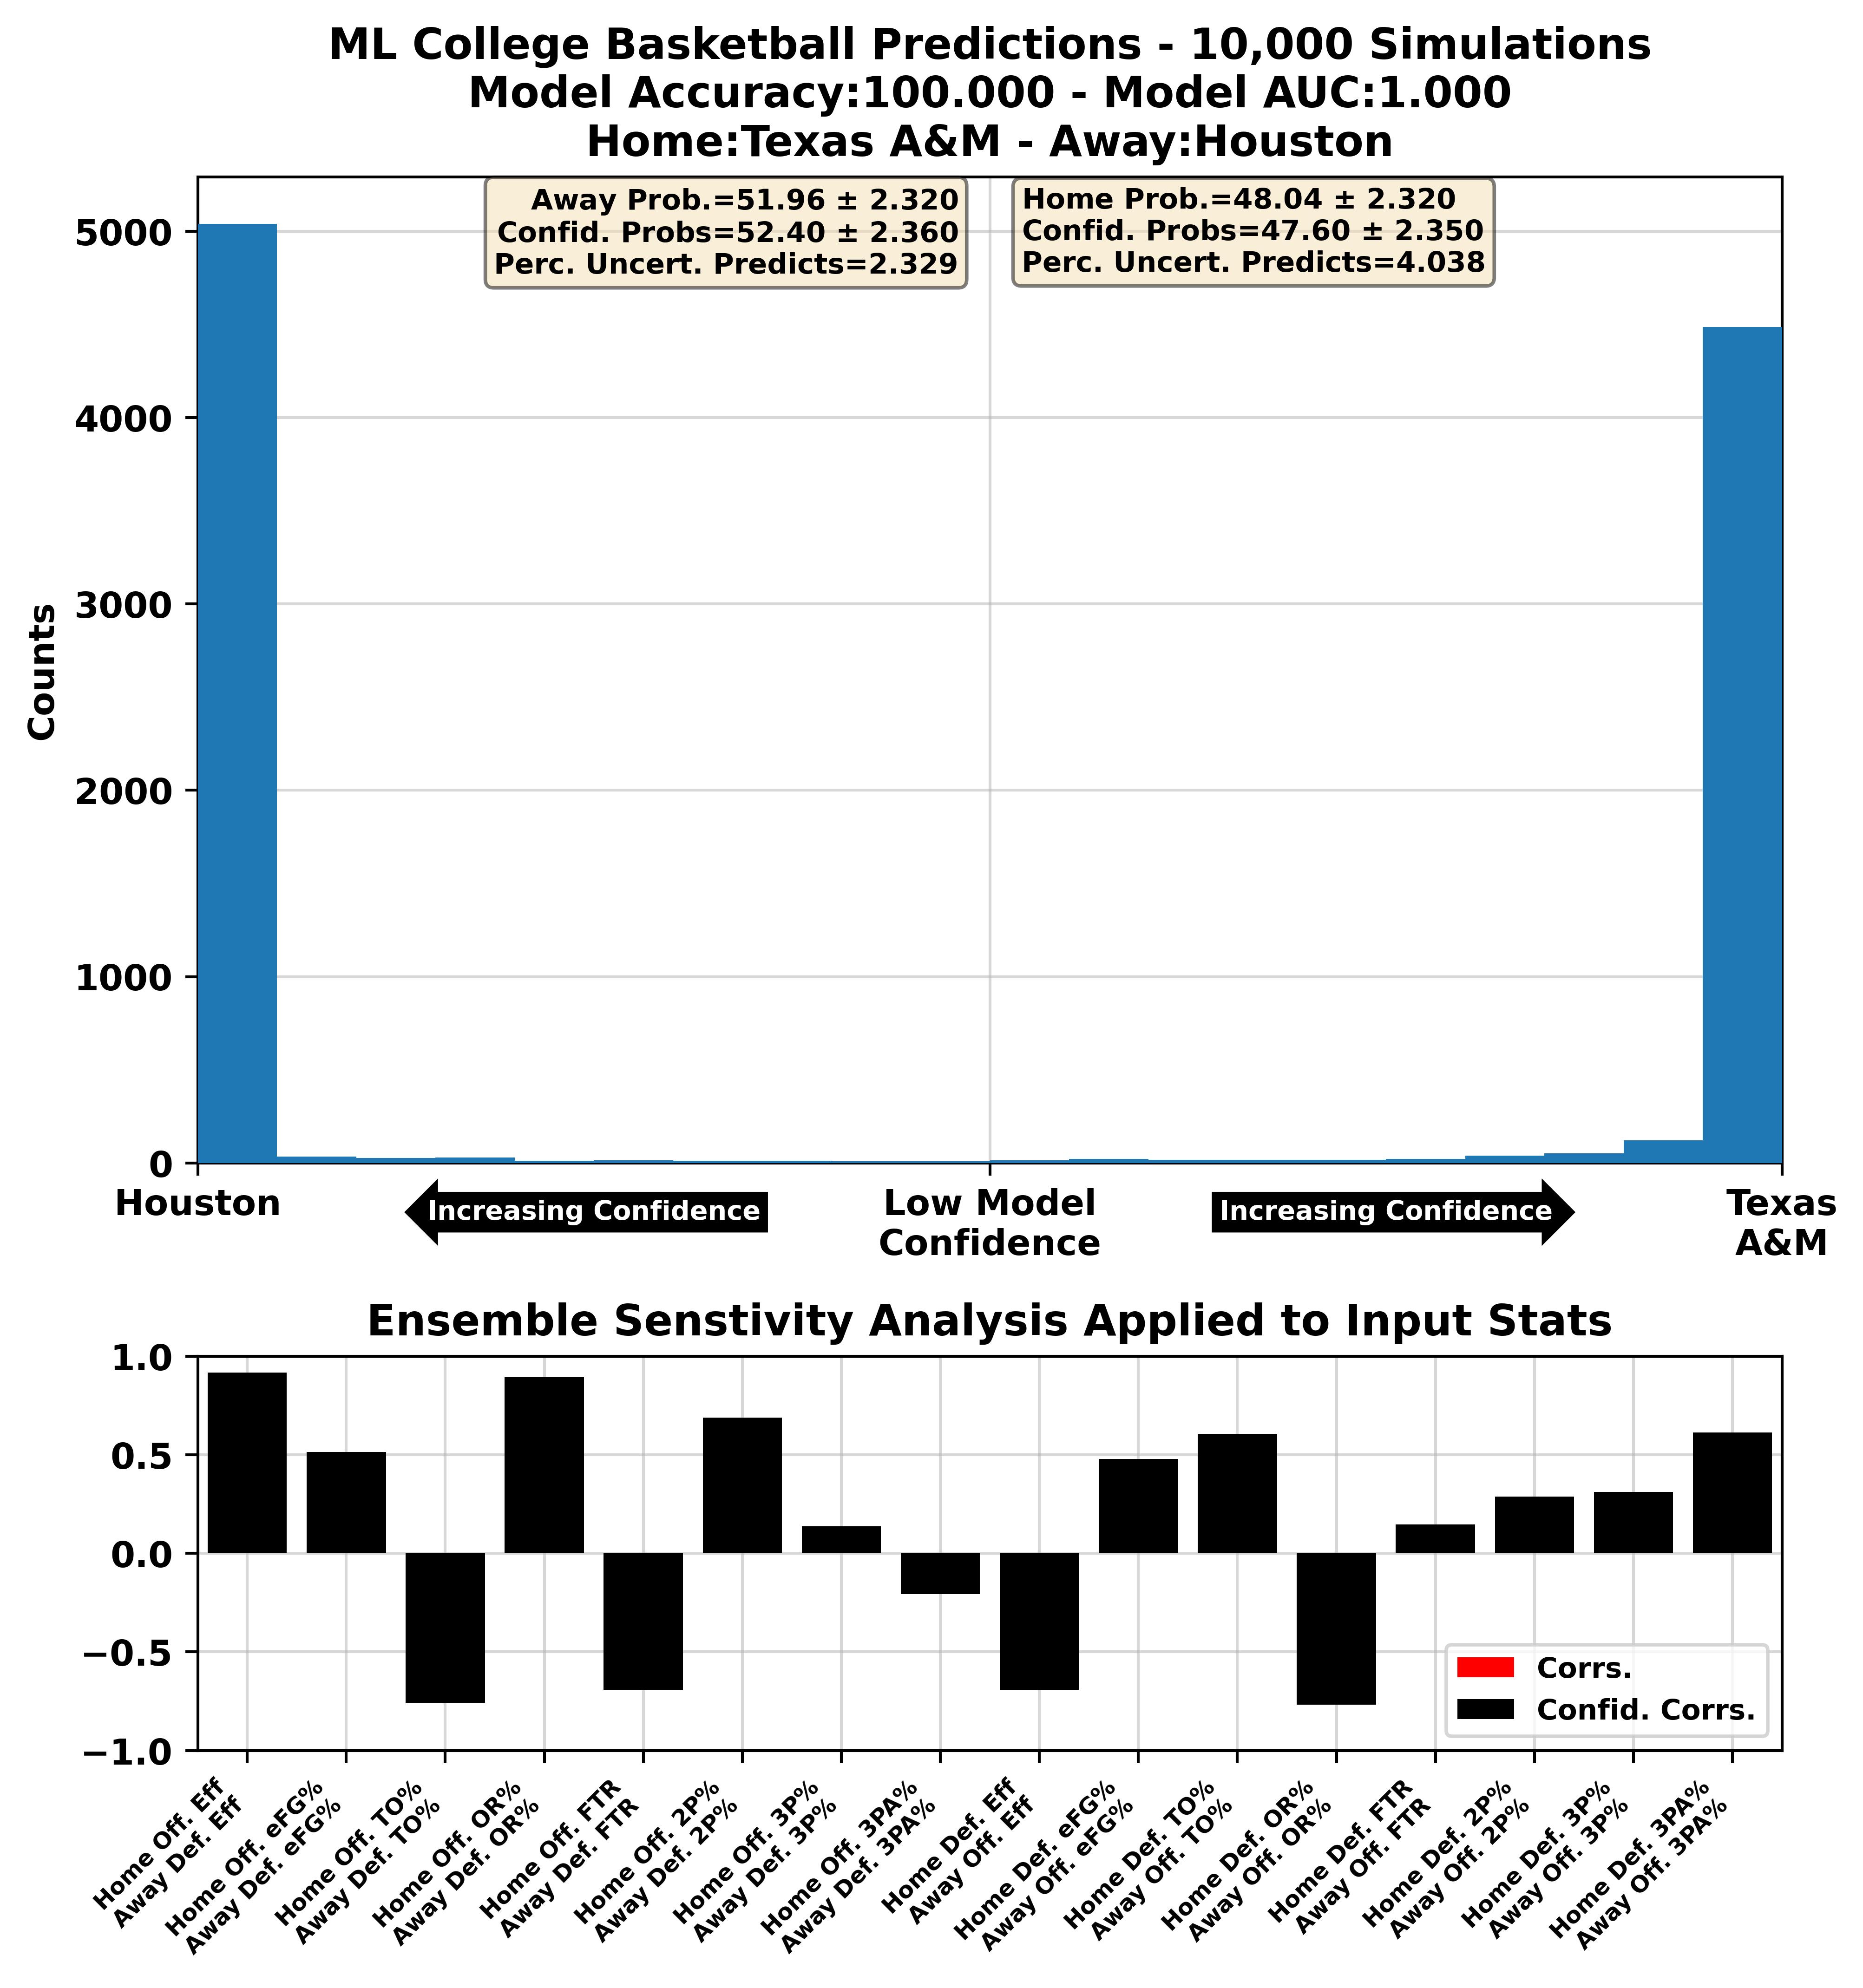 ML College Basketball Predictions - 10,000 Simulations
Model Accuracy:100.000 - Model AUC:1.000
Home:Texas A&M - Away:Houston
Away Prob.=51.96 ± 2.320
Confid. Probs=52.40 ± 2.360
Perc. Uncert. Predicts=2.329
Home Prob.=48.04 ± 2.320
Confid. Probs=47.60 ± 2.350
Perc. Uncert. Predicts=4.038
5000
4000
3000
2000
1000
0
Counts
Houston
Increasing Confidence
Low Model
Confidence
Increasing Confidence
Texas
A&M
Ensemble Senstivity Analysis Applied to Input Stats
1.0
0.5
0.0
−0.5
−1.0
Corrs.
Confid. Corrs.
Home Off. Eff
Away Def. Eff
Home Off. eFG%
Away Def. eFG%
Home Off. TO%
Away Def. TO%
Home Off. OR%
Away Def. OR%
Home Off. FTR
Away Def. FTR
Home Off. 2P%
Away Def. 2P%
Home Off. 3P%
Away Def. 3P%
Home Off. 3PA%
Away Def. 3PA%
Home Def. Eff
Away Off. Eff
Home Def. eFG%
Away Off. eFG%
Home Def. TO%
Away Off. TO%
Home Def. OR%
Away Off. OR%
Home Def. FTR
Away Off. FTR
Home Def. 2P%
Away Off. 2P%
Home Def. 3P%
Away Off. 3P%
Home Def. 3PA%
Away Off. 3PA%